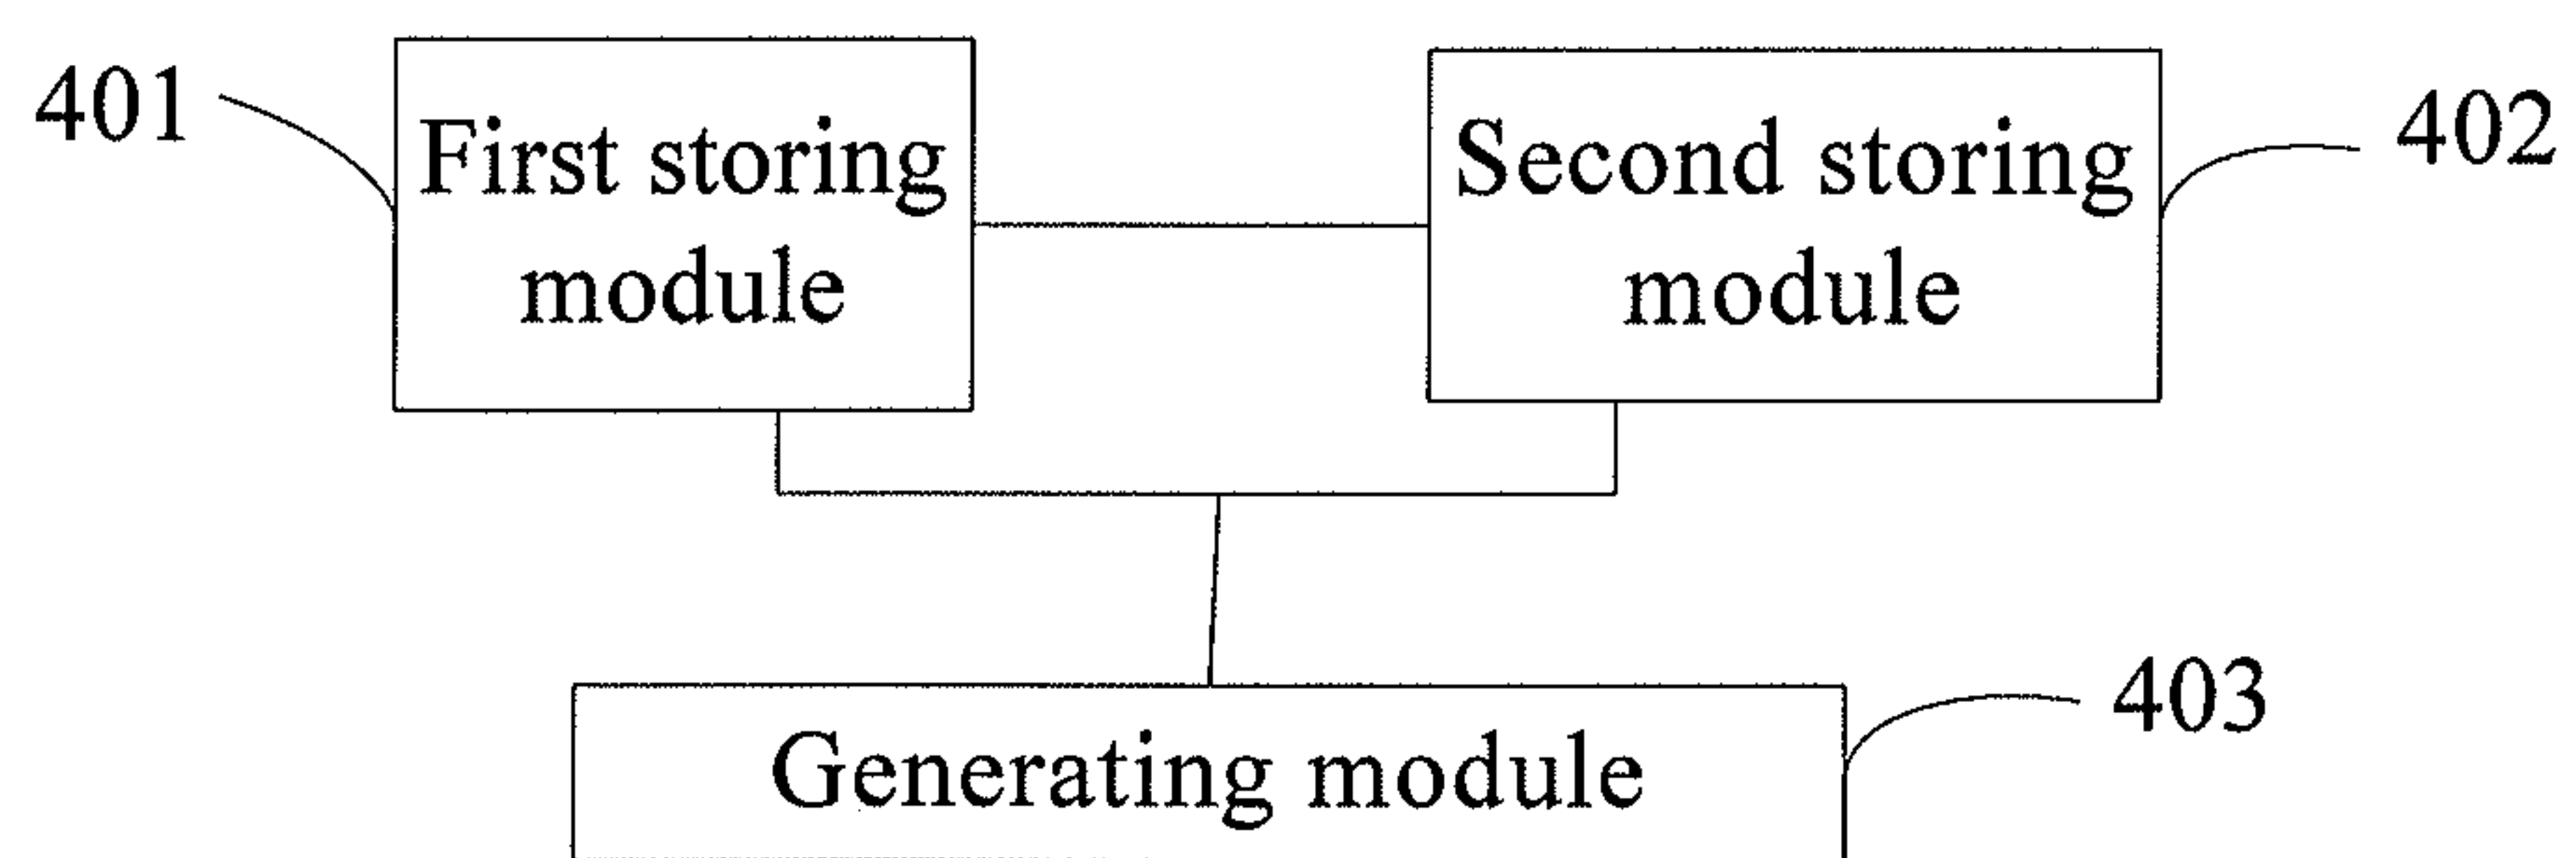 401
First storing
module
Second storing
module
402
403
Generating module